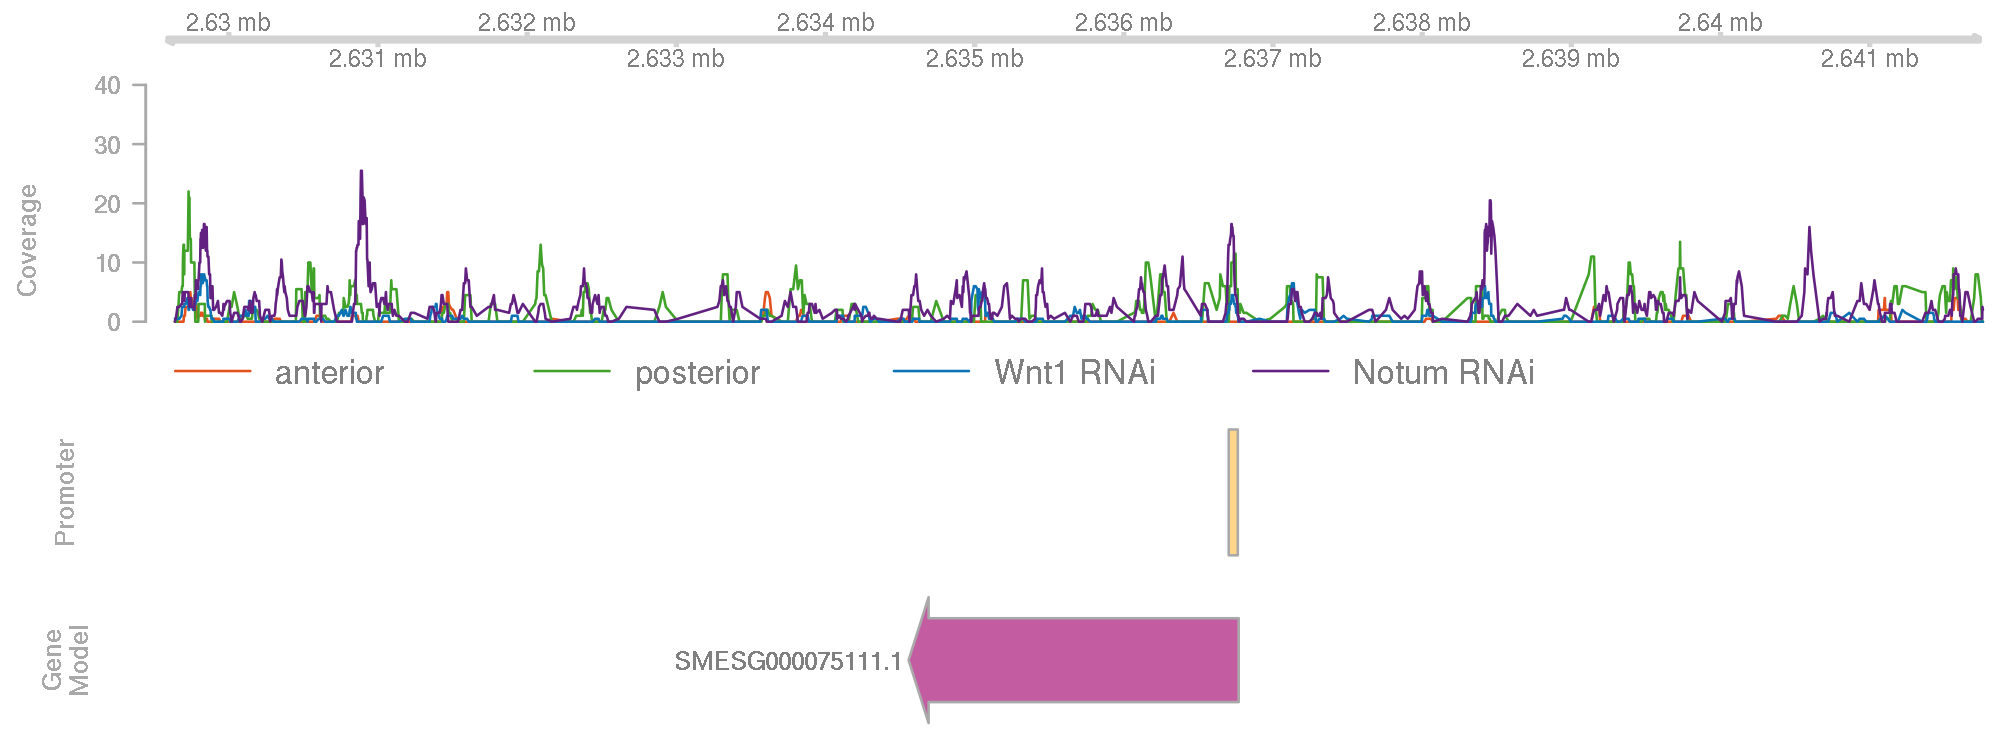 2.63 mb 2.632 mb 2.634 mb 2.636 mb 2.638 mb 2.64 mb
2.631 mb 2.633 mb 2.635 mb 2.637 mb 2.639 mb 2.641 mb
40
30
20
10
0
Coverage
anterior posterior Wnt1 RNAi Notum RNAi
Promoter
Gene
Model
SMESG000075111.1